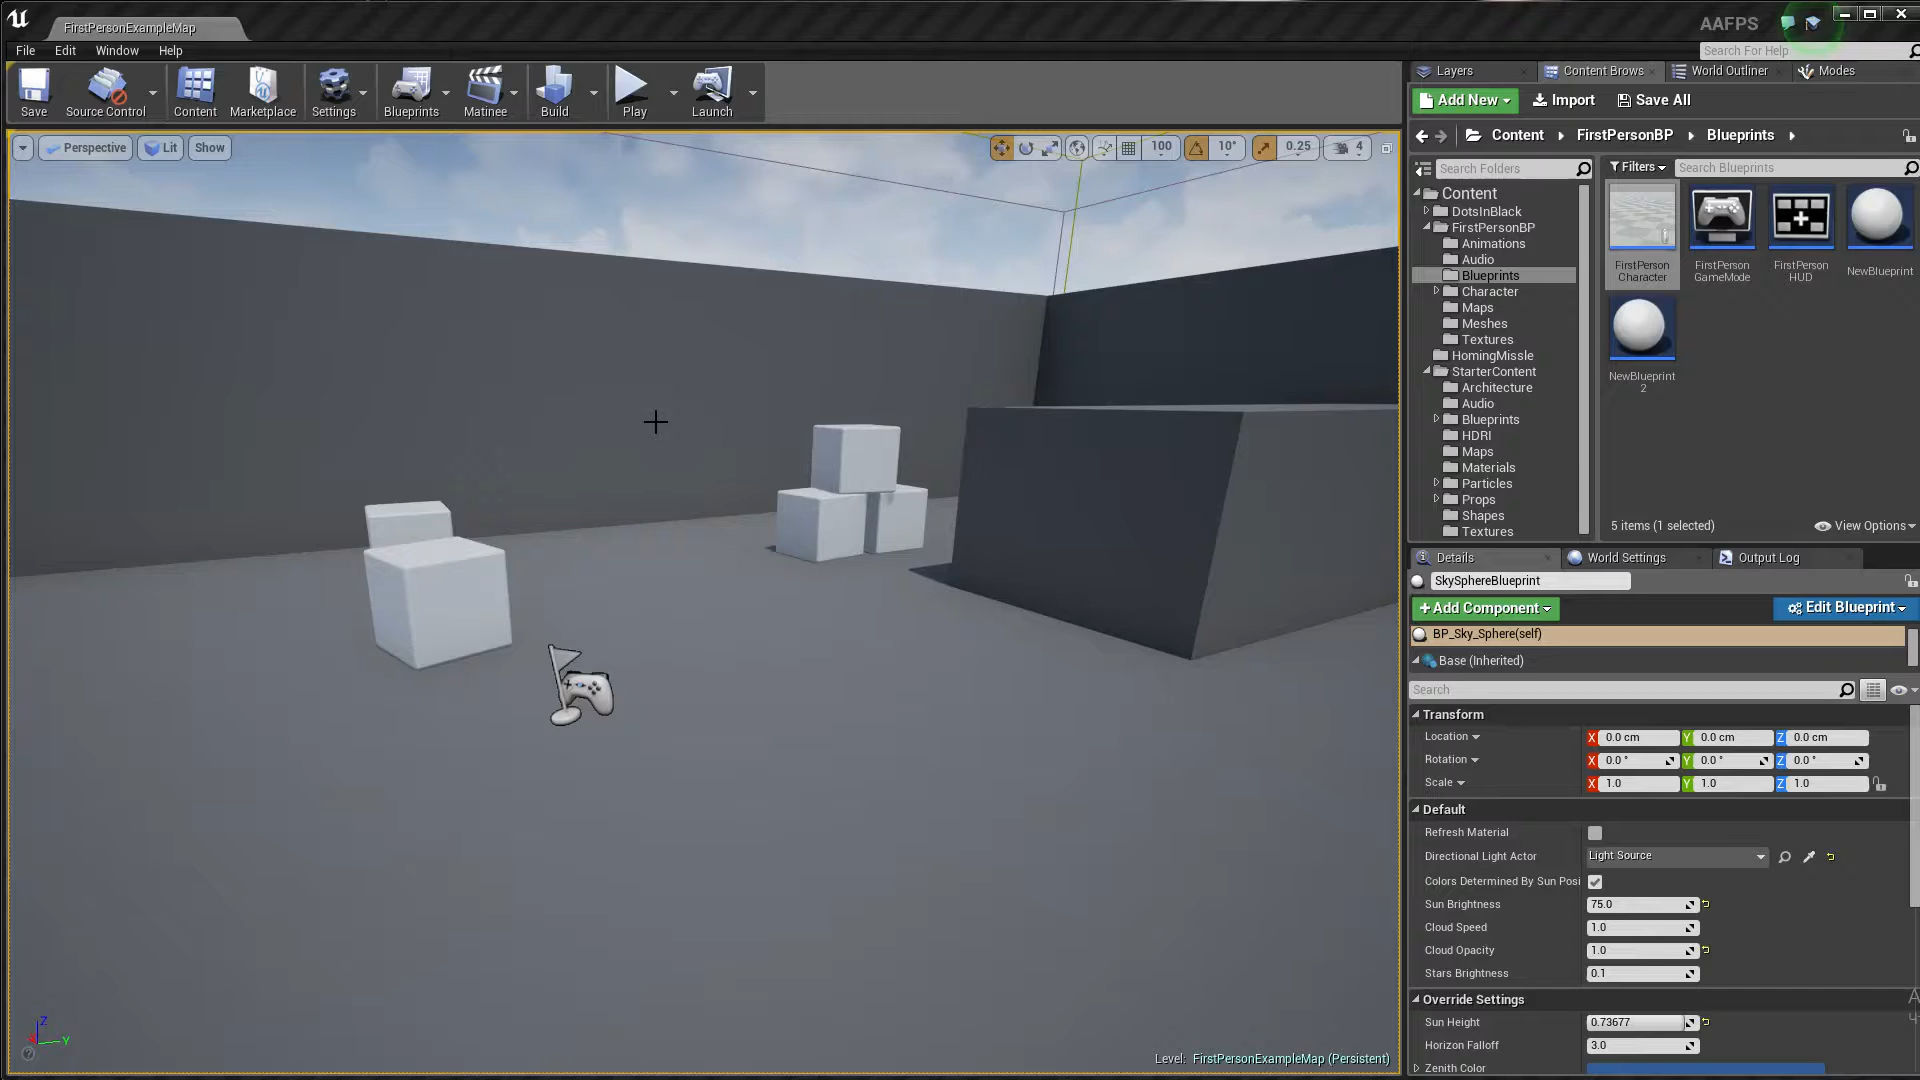 FirstPersonExampleMap
AAFPS
File Edit Window Help
Search For Help
Save
Source Control
Content
Marketplace
Settings
Blueprints
Matinee
Build
Play
Launch
Perspective
Lit
Show
100
10°
0.25
4
Layers
Content Brows
World Outliner
Modes
Add New
Import
Save All
Content
FirstPersonBP
Blueprints
Search Folders
Content
DotsInBlack
FirstPersonBP
Animations
Audio
Blueprints
Character
Maps
Meshes
Textures
HomingMissle
StarterContent
Architecture
Audio
Blueprints
HDRI
Maps
Materials
Particles
Props
Shapes
Textures
Filters
Search Blueprints
FirstPerson
Character
FirstPerson
GameMode
FirstPerson
HUD
NewBlueprint
NewBlueprint
2
5 items (1 selected)
View Options
Details
World Settings
Output Log
SkySphereBlueprint
+Add Component
Edit Blueprint
BP_Sky_Sphere(self)
Base (Inherited)
Search
Transform
Location X 0.0 cm Y 0.0 cm Z 0.0 cm
Rotation X 0.0 ° Y 0.0 ° Z 0.0 °
Scale X 1.0 Y 1.0 Z 1.0
Default
Refresh Material
Directional Light Actor Light Source
Colors Determined By Sun Posi
Sun Brightness 75.0
Cloud Speed 1.0
Cloud Opacity 1.0
Stars Brightness 0.1
Override Settings
Sun Height 0.73677
Horizon Falloff 3.0
Zenith Color
Z
Y
Level: FirstPersonExampleMap (Persistent)